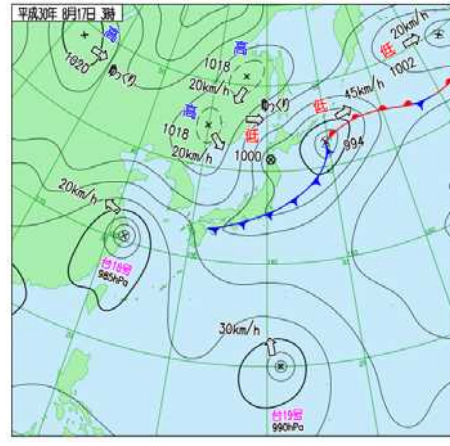 平成30年 8月17日 3時
高
1020
ゆっくり
高
1018
20km/h
高
1018
20km/h
ゆっくり
低
1000
低
45km/h
994
低
20km/h
1002
20km/h
台18号
985hPa
30km/h
台19号
990hPa